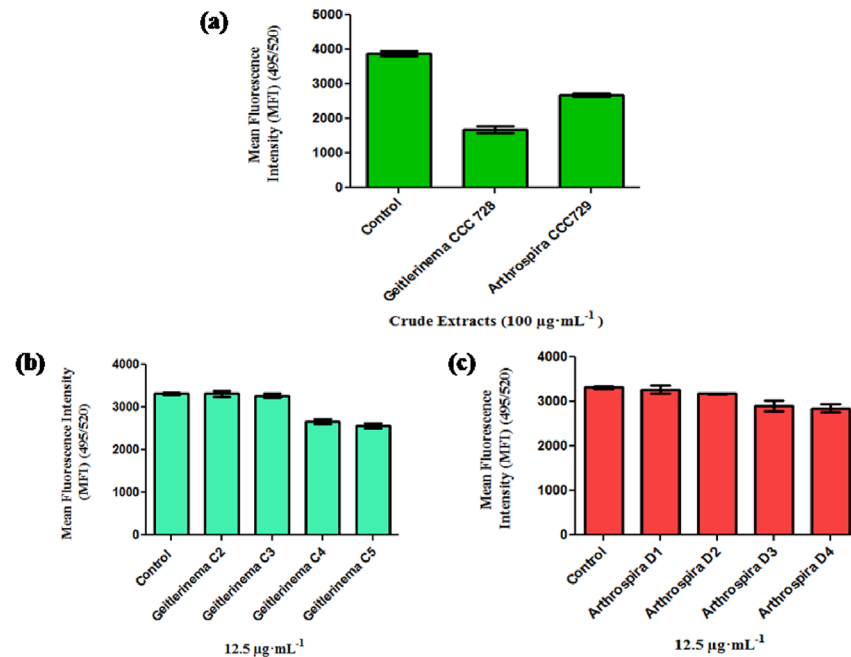 (a)
Mean Fluorescence
Intensity (MFI) (495/520)
5000
4000
3000
2000
1000
0
Control
Geitlerinema CCC 728
Arthrospira CCC729
Crude Extracts (100 µg·mL⁻¹ )
(b)
Mean Fluorescence Intensity
(MFI) (495/520)
4000
3000
2000
1000
0
Control
Geitlerinema C2
Geitlerinema C3
Geitlerinema C4
Geitlerinema C5
12.5 µg·mL⁻¹
(c)
Mean Fluorescence
Intensity (MFI) (495/520)
4000
3000
2000
1000
0
Control
Arthrospira D1
Arthrospira D2
Arthrospira D3
Arthrospira D4
12.5 µg·mL⁻¹